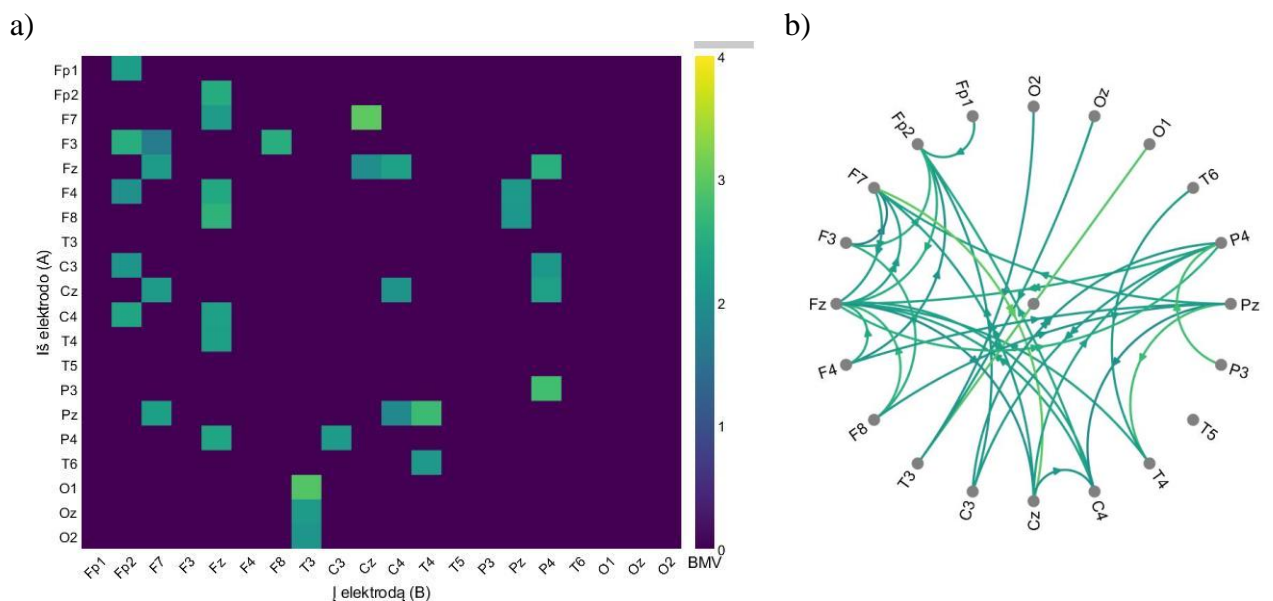 a)
b)
Iš elektrodo (A)
Fp1
Fp2
F7
F3
Fz
F4
F8
T3
C3
Cz
C4
T4
T5
P3
Pz
P4
T6
O1
Oz
O2
Fp1 Fp2 F7 F3 Fz F4 F8 T3 C3 Cz C4 T4 T5 P3 Pz P4 T6 O1 Oz O2
Į elektrodą (B)
4
3
2
1
0
BMV
Fp1
O2
Oz
O1
T6
P4
Pz
P3
T5
T4
C4
Cz
C3
T3
F8
F4
Fz
F3
F7
Fp2